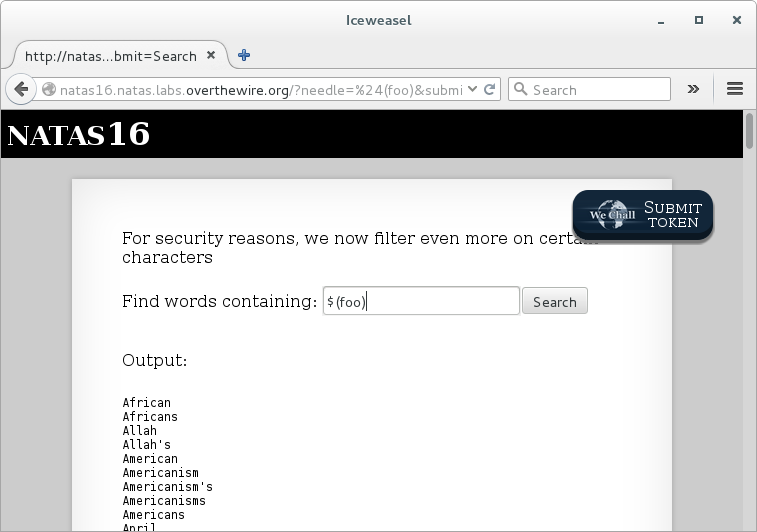 Iceweasel
http://natas...bmit=Search
natas16.natas.labs.overthewire.org/?needle=%24(foo)&submi
Search
NATAS16
We Chall
SUBMIT
TOKEN
For security reasons, we now filter even more on certain
characters
Find words containing: $(foo) Search
Output:
African
Africans
Allah
Allah's
American
Americanism
Americanism's
Americanisms
Americans
April